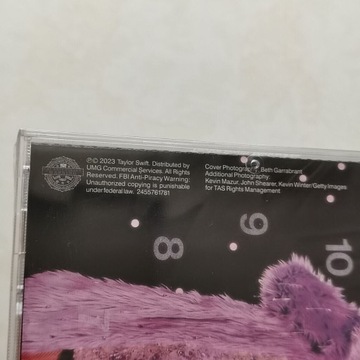 ℗© 2023 Taylor Swift. Distributed by
UMG Commercial Services. All Rights
Reserved. FBI Anti-Piracy Warning:
Unauthorized copying is punishable
under federal law. 2455761781
Cover Photography: Beth Garrabrant
Additional Photography:
Kevin Mazur, John Shearer, Kevin Winter/Getty Images
for TAS Rights Management
8
9
10